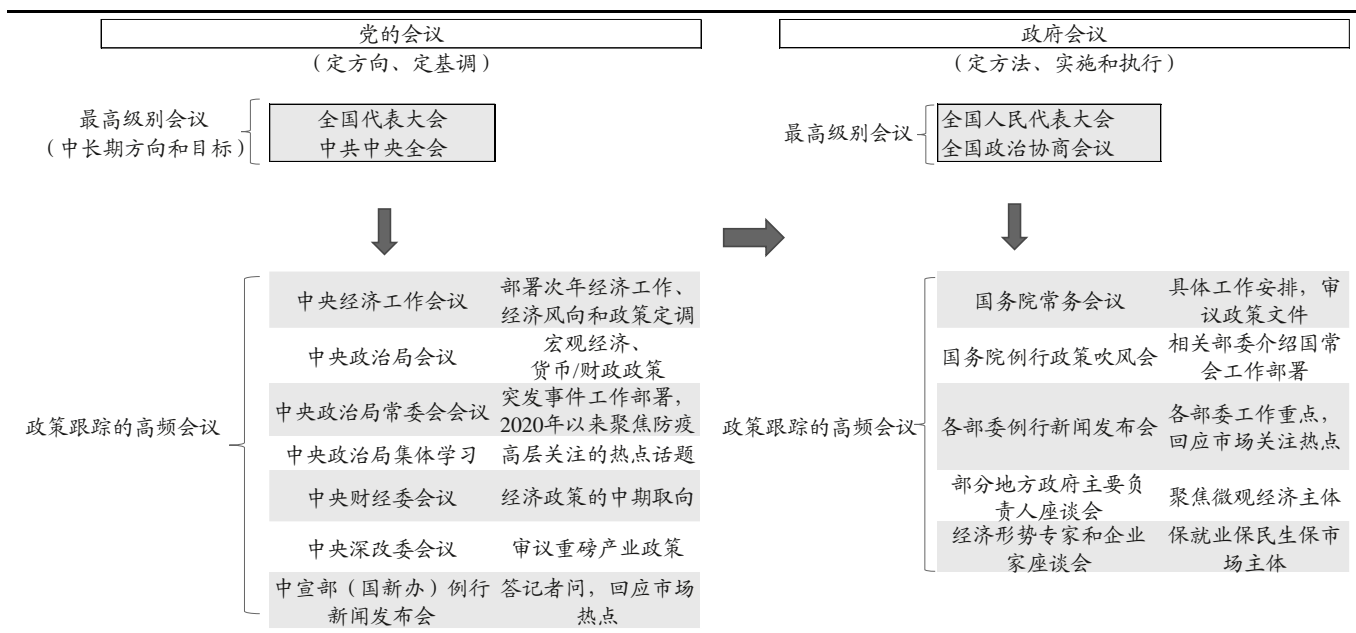 党的会议
（定方向、定基调）
最高级别会议
（中长期方向和目标）
全国代表大会
中共中央全会
政策跟踪的高频会议
中央经济工作会议
部署次年经济工作、
经济风向和政策定调
中央政治局会议
宏观经济、
货币/财政政策
中央政治局常委会会议
突发事件工作部署，
2020年以来聚焦防疫
中央政治局集体学习
高层关注的热点话题
中央财经委会议
经济政策的中期取向
中央深改委会议
审议重磅产业政策
中宣部（国新办）例行
新闻发布会
答记者问，回应市场
热点
政府会议
（定方法、实施和执行）
最高级别会议
全国人民代表大会
全国政治协商会议
政策跟踪的高频会议
国务院常务会议
具体工作安排，审
议政策文件
国务院例行政策吹风会
相关部委介绍国常
会工作部署
各部委例行新闻发布会
各部委工作重点，
回应市场关注热点
部分地方政府主要负
责人座谈会
聚焦微观经济主体
经济形势专家和企业
家座谈会
保就业保民生保市
场主体